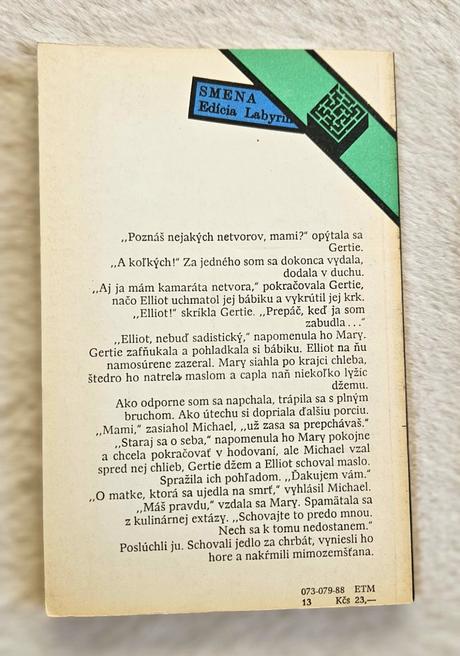 SMENA
Edícia Labyrin
„Poznáš nejakých netvorov, mami?“ opýtala sa
Gertie.
„A koľkých!“ Za jedného som sa dokonca vydala,
dodala v duchu.
„Aj ja mám kamaráta netvora,“ pokračovala Gertie,
načo Elliot uchmatol jej bábiku a vykrútil jej krk.
„Elliot!“ skríkla Gertie. „Prepáč, keď ja som
zabudla...“
„Elliot, nebuď sadistický,“ napomenula ho Mary.
Gertie zafňukala a pohladkala si bábiku. Elliot na ňu
namosúrene zazeral. Mary siahla po krajci chleba,
štedro ho natrela maslom a capla naň niekoľko lyžíc
džemu.
Ako odporne som sa napchala, trápila sa s plným
bruchom. Ako útechu si dopriala ďalšiu porciu.
„Mami,“ zasiahol Michael, „už zasa sa prepchávaš.“
„Staraj sa o seba,“ napomenula ho Mary pokojne
a chcela pokračovať v hodovaní, ale Michael vzal
spred nej chlieb, Gertie džem a Elliot schoval maslo.
Spražila ich pohľadom. „Ďakujem vám.“
„O matke, ktorá sa ujedla na smrť,“ vyhlásil Michael.
„Máš pravdu,“ vzdala sa Mary. Spamätala sa
z kulinárnej extázy. „Schovajte to predo mnou.
Nech sa k tomu nedostanem.“
Poslúchli ju. Schovali jedlo za chrbát, vyniesli ho
hore a nakŕmili mimozemšťana.
073-079-88 ETM
13 Kčs 23,—